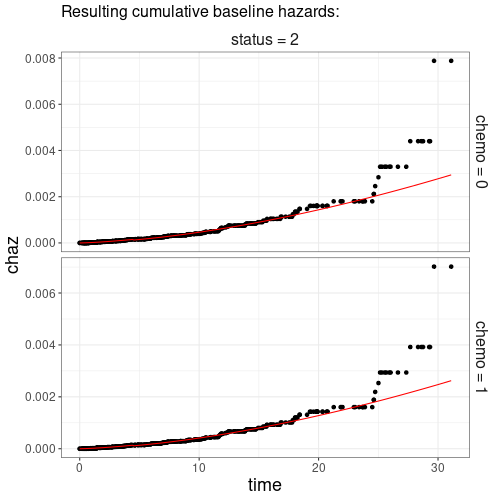 Resulting cumulative baseline hazards:
status = 2
0.008
0.006
0.004
0.002
0.000
chemo = 0
0.006
0.004
0.002
0.000
chemo = 1
chaz
0
10
20
30
time